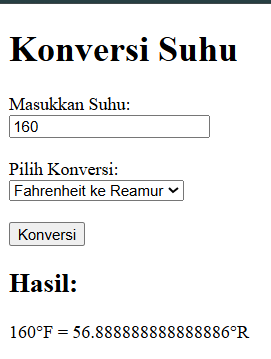 Konversi Suhu
Masukkan Suhu:
160
Pilih Konversi:
Fahrenheit ke Reamur
Konversi
Hasil:
160°F = 56.888888888888886°R